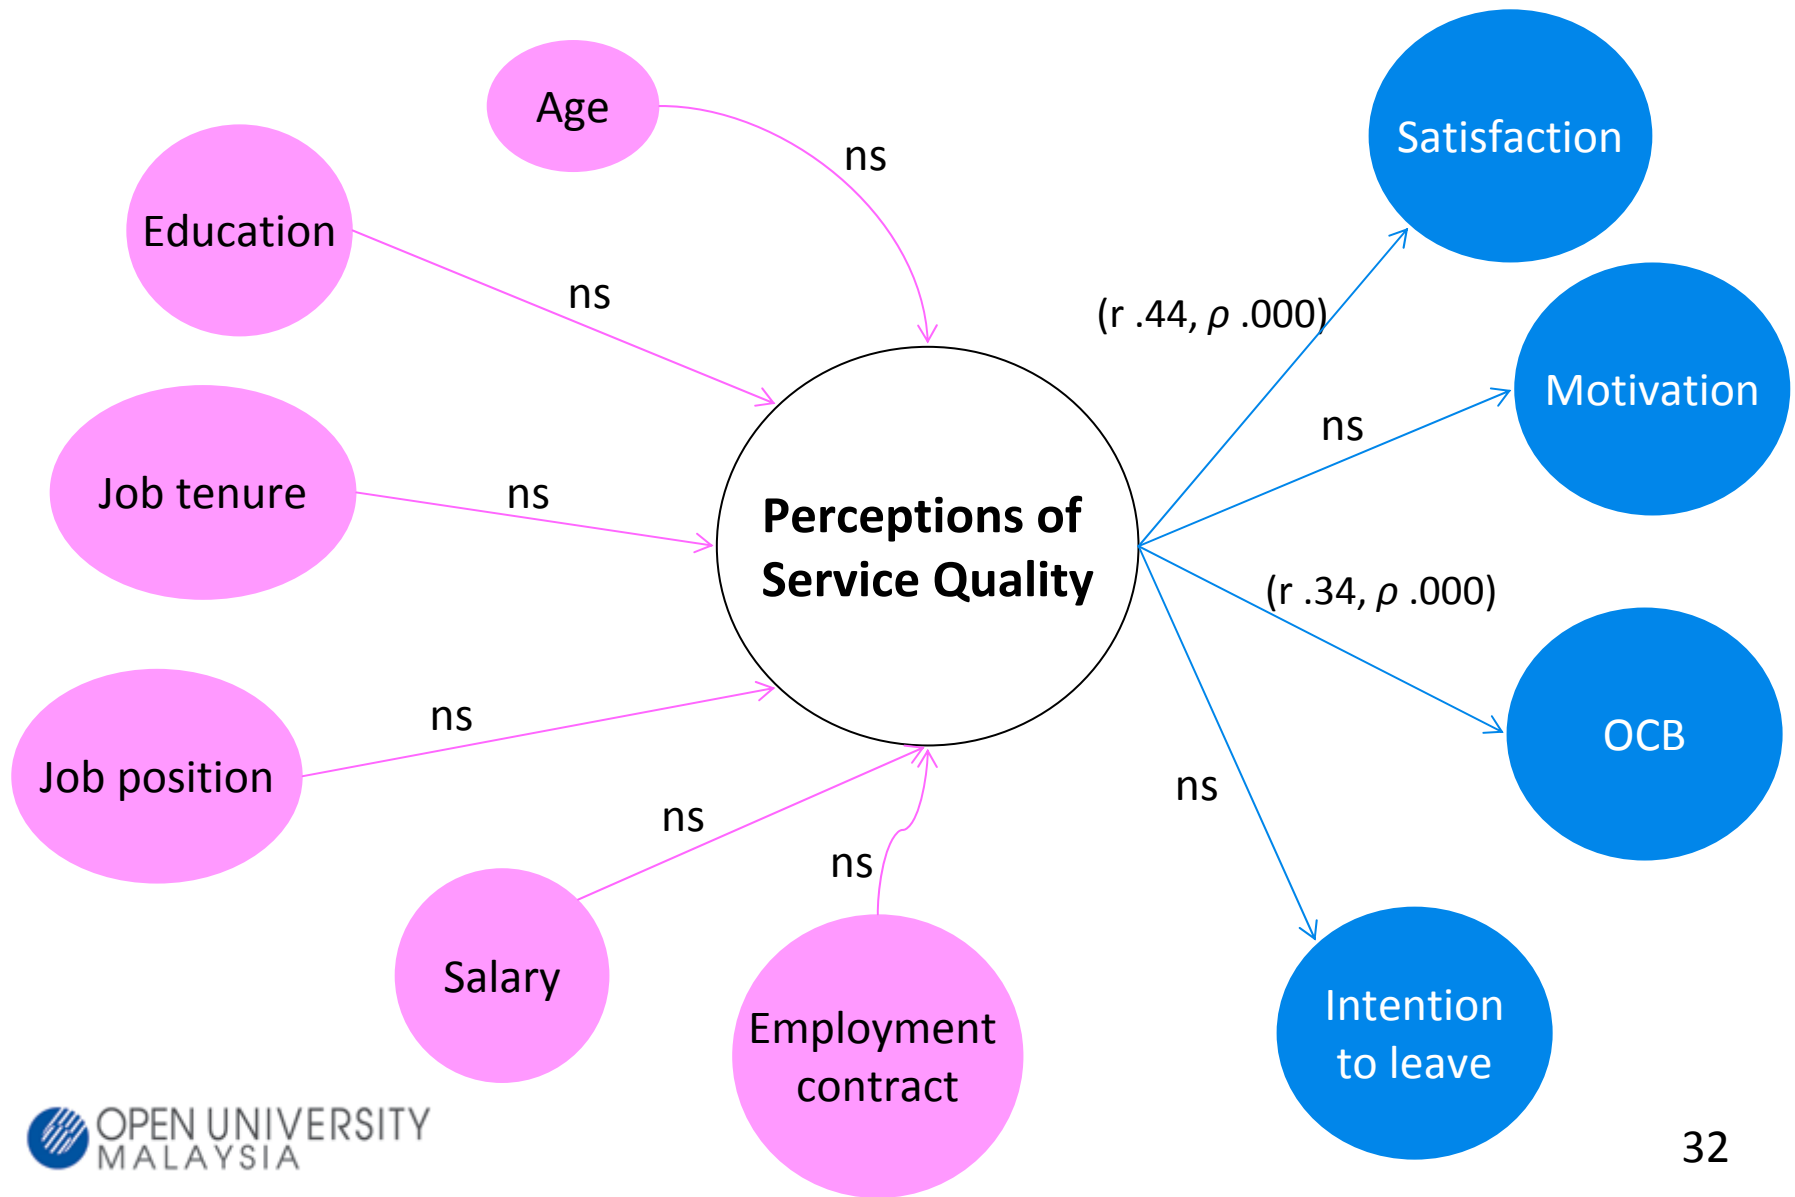 Age
ns
Satisfaction
Education
ns
(r .44, ρ .000)
Motivation
ns
Job tenure
ns
Perceptions of
Service Quality
(r .34, ρ .000)
OCB
Job position
ns
ns
ns
ns
Salary
Employment
contract
Intention
to leave
OPEN UNIVERSITY
MALAYSIA
32